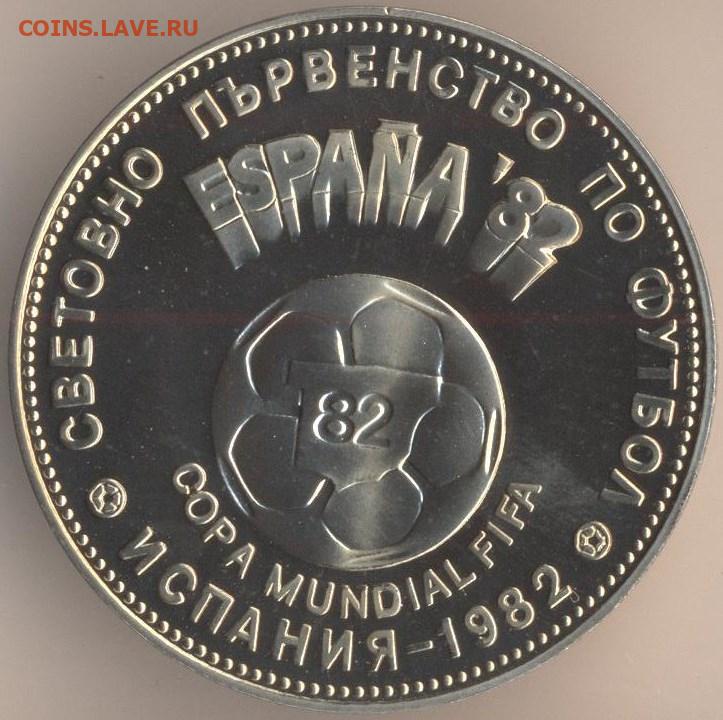 COINS.LAVE.RU
СВЕТОВНО ПЪРВЕНСТВО ПО ФУТБОЛ
ESPAÑA '82
82
COPA MUNDIAL FIFA
ИСПАНИЯ-1982